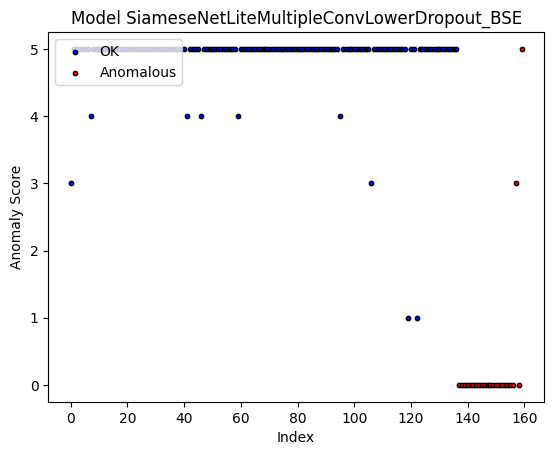 Model SiameseNetLiteMultipleConvLowerDropout_BSE
OK
Anomalous
5
4
3
2
1
0
Anomaly Score
0 20 40 60 80 100 120 140 160
Index